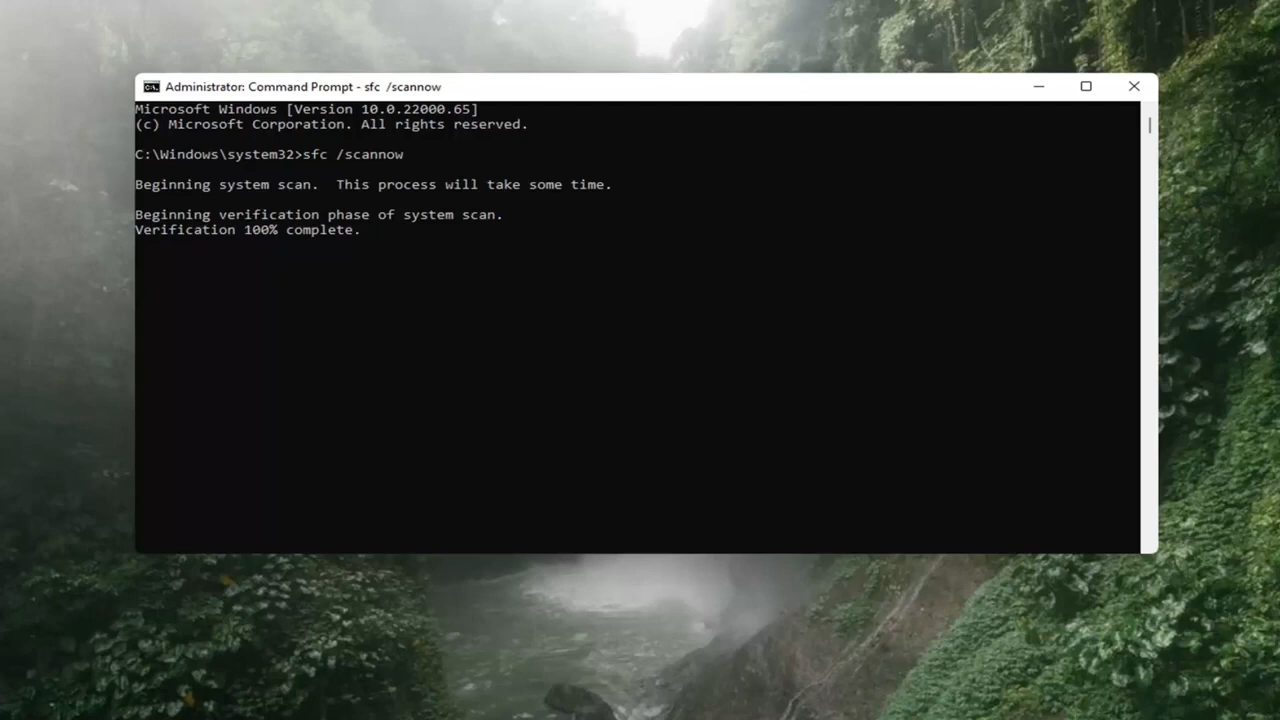 Administrator: Command Prompt - sfc /scannow
Microsoft Windows [Version 10.0.22000.65]
(c) Microsoft Corporation. All rights reserved.
C:\Windows\system32>sfc /scannow
Beginning system scan.  This process will take some time.
Beginning verification phase of system scan.
Verification 100% complete.